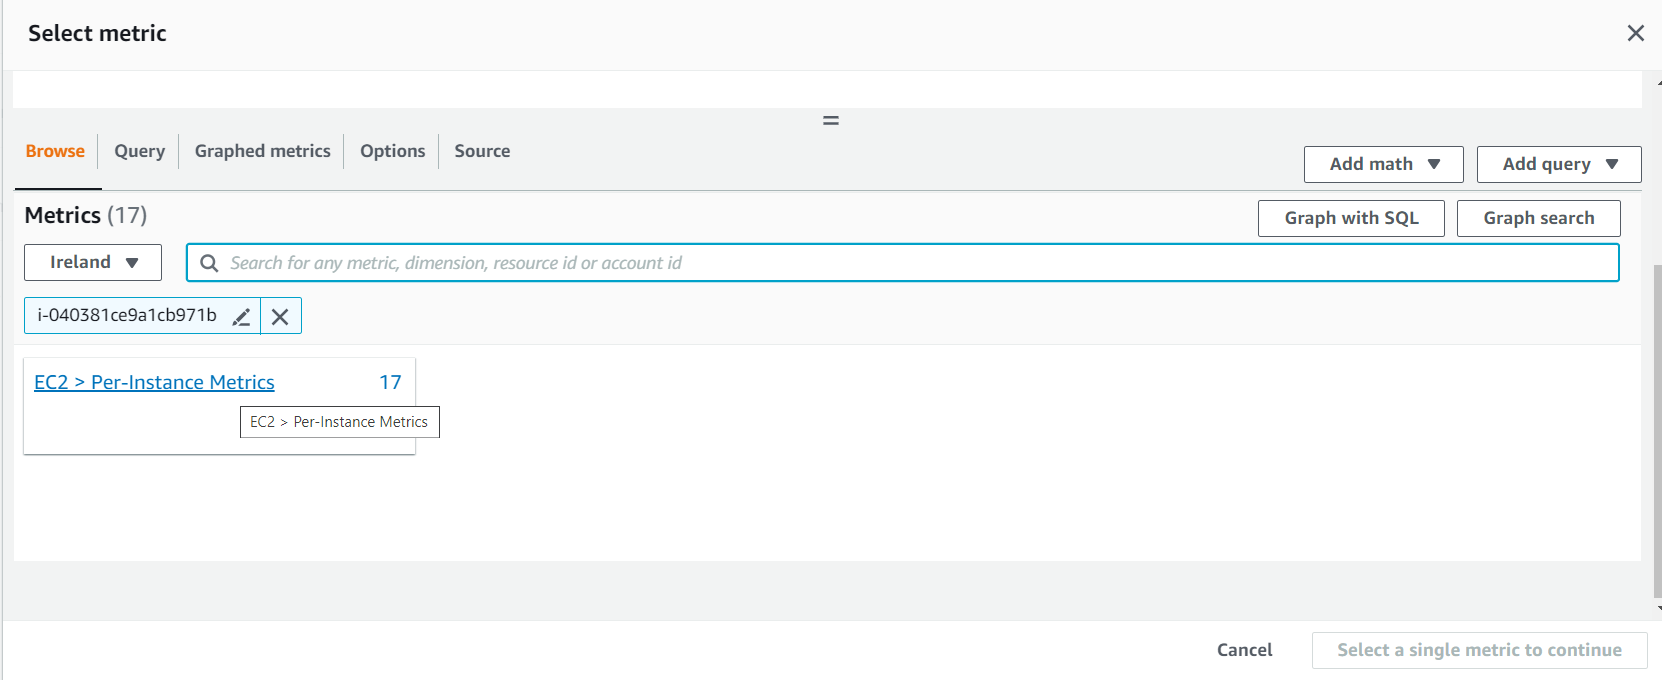 Select metric
Browse
Query
Graphed metrics
Options
Source
Add math
Add query
Metrics (17)
Graph with SQL
Graph search
Ireland
Search for any metric, dimension, resource id or account id
i-040381ce9a1cb971b
EC2 > Per-Instance Metrics 17
EC2 > Per-Instance Metrics
Cancel
Select a single metric to continue